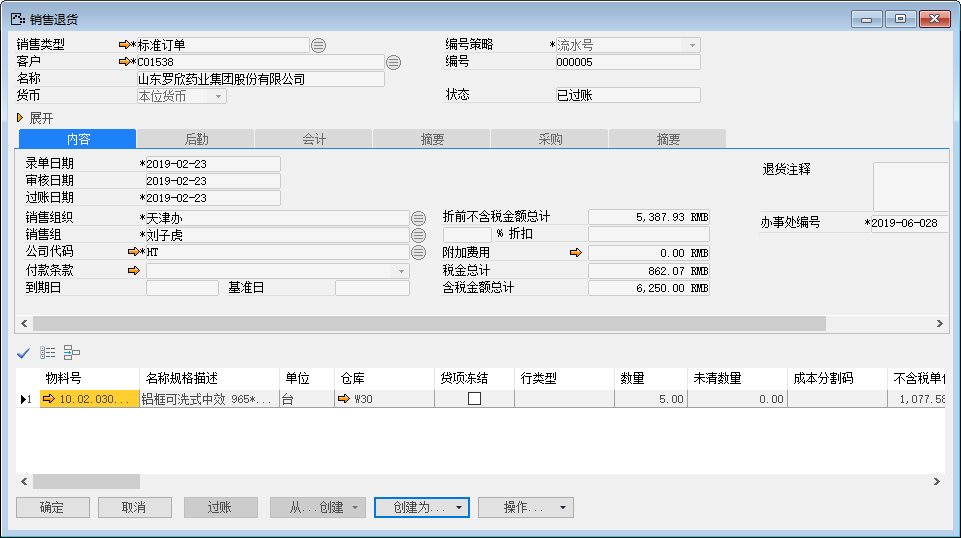 销售退货
销售类型 *标准订单 编号策略 *流水号
客户 *C01538 编号 000005
名称 山东罗欣药业集团股份有限公司
货币 本位货币 状态 已过账
展开
内容 后勤 会计 摘要 采购 摘要
录单日期 *2019-02-23 退货注释
审核日期 2019-02-23
过账日期 *2019-02-23
销售组织 *天津办 折前不含税金额总计 5,387.93 RMB 办事处编号 *2019-06-028
销售组 *刘子虎 % 折扣
公司代码 *HT 附加费用 0.00 RMB
付款条款 税金总计 862.07 RMB
到期日 基准日 含税金额总计 6,250.00 RMB
物料号 名称规格描述 单位 仓库 贷项冻结 行类型 数量 未清数量 成本分割码 不含税单价
1 10.02.030... 铝框可洗式中效 965*... 台 W30 5.00 0.00 1,077.58
确定 取消 过账 从...创建 创建为... 操作...